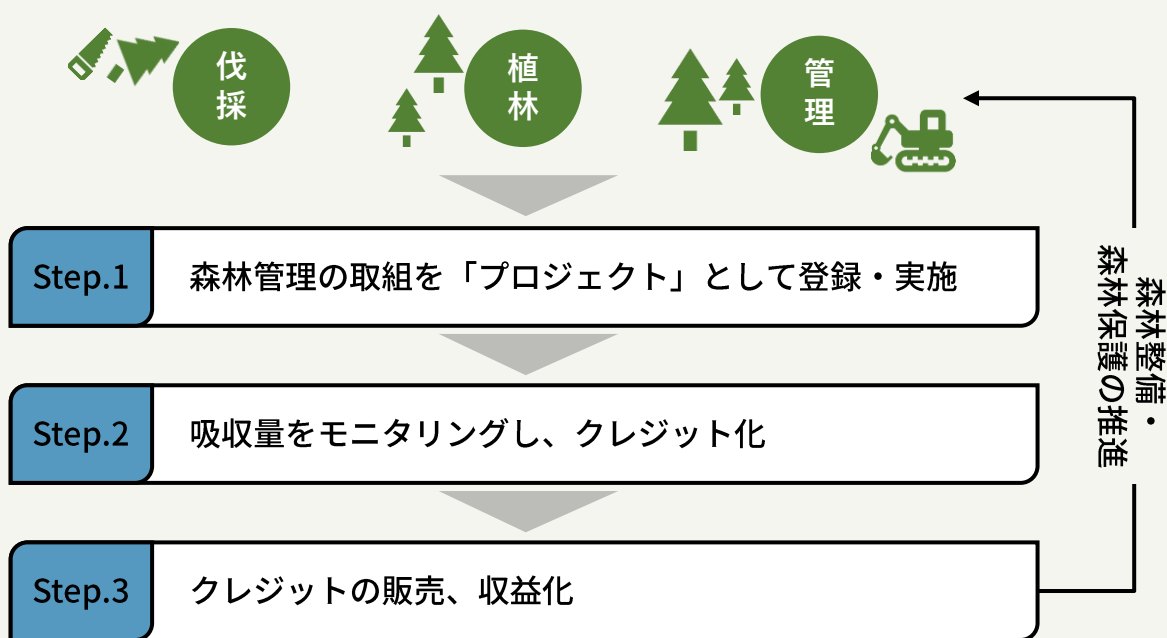 伐
採
植
林
管
理
Step.1
森林管理の取組を「プロジェクト」として登録・実施
Step.2
吸収量をモニタリングし、クレジット化
Step.3
クレジットの販売、収益化
森林整備・
森林保護の推進